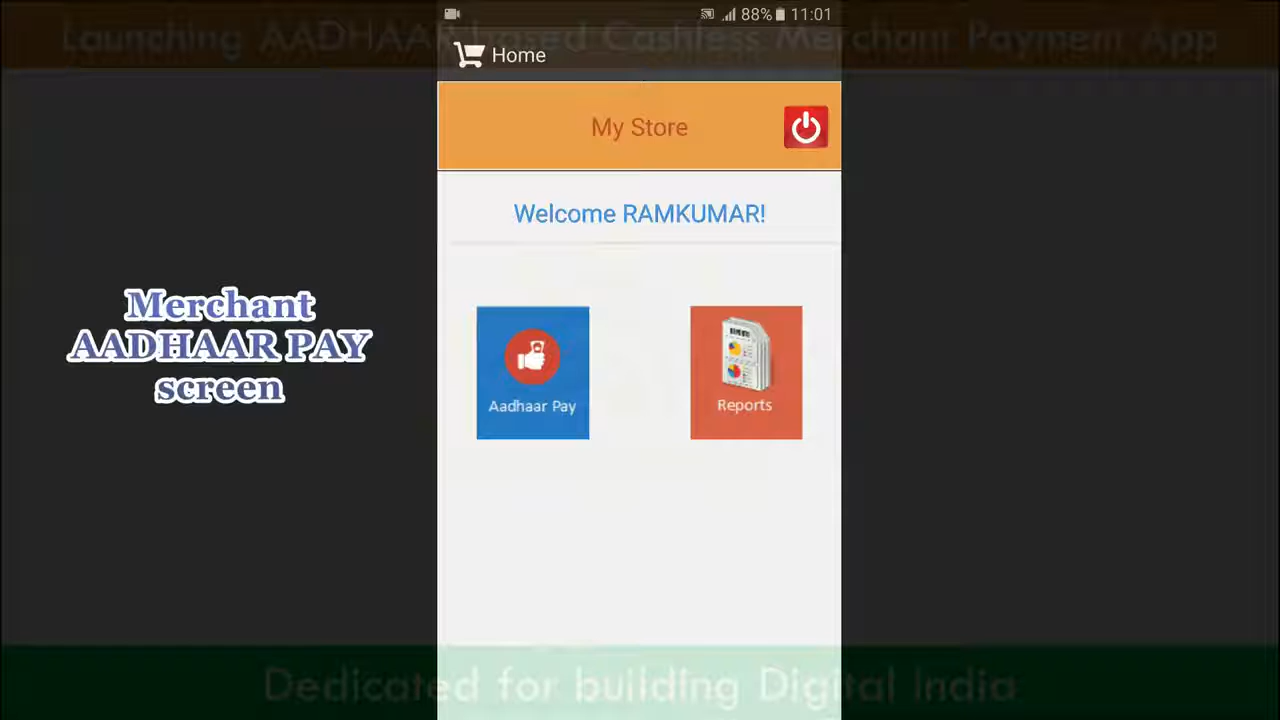 Launching AADHAAR based Cashless Merchant Payment App
88% 11:01
Home
My Store
Welcome RAMKUMAR!
Merchant
AADHAAR PAY
screen
Aadhaar Pay
Reports
Dedicated for building Digital India